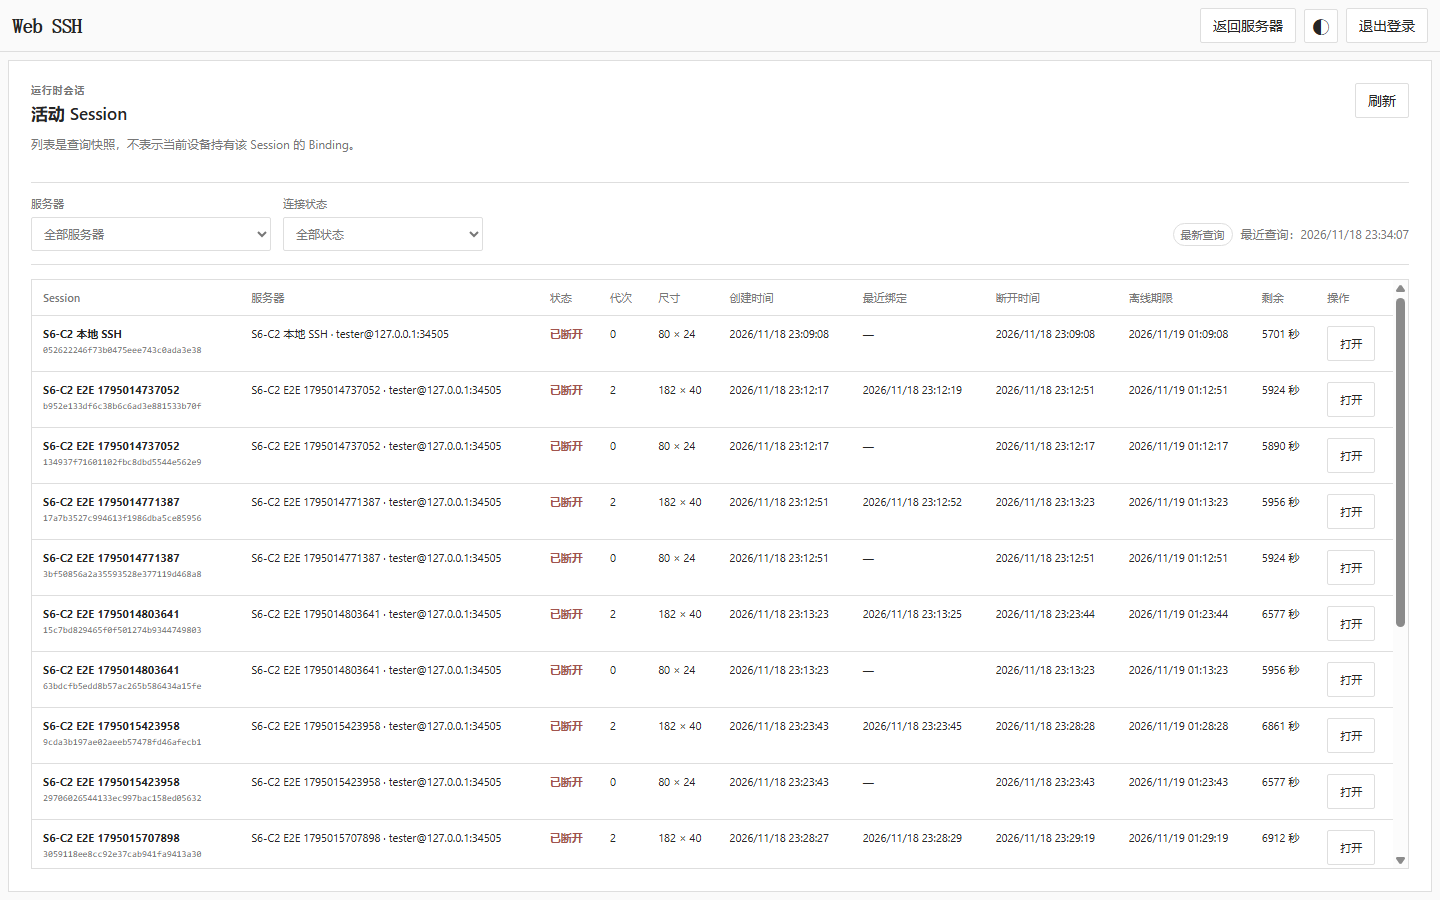 Web SSH
返回服务器
退出登录
运行时会话
活动 Session
刷新
列表是查询快照，不表示当前设备持有该 Session 的 Binding。
服务器
连接状态
全部服务器
全部状态
最新查询 最近查询：2026/11/18 23:34:07
Session 服务器 状态 代次 尺寸 创建时间 最近绑定 断开时间 离线期限 剩余 操作
S6-C2 本地 SSH S6-C2 本地 SSH · tester@127.0.0.1:34505 已断开 0 80 × 24 2026/11/18 23:09:08 — 2026/11/18 23:09:08 2026/11/19 01:09:08 5701 秒 打开
052622246f73b0475eee743c0ada3e38
S6-C2 E2E 1795014737052 S6-C2 E2E 1795014737052 · tester@127.0.0.1:34505 已断开 2 182 × 40 2026/11/18 23:12:17 2026/11/18 23:12:19 2026/11/18 23:12:51 2026/11/19 01:12:51 5924 秒 打开
b952e133df6c38b6c6ad3e881533b70f
S6-C2 E2E 1795014737052 S6-C2 E2E 1795014737052 · tester@127.0.0.1:34505 已断开 0 80 × 24 2026/11/18 23:12:17 — 2026/11/18 23:12:17 2026/11/19 01:12:17 5890 秒 打开
134937f71601102fbc8dbd5544e562e9
S6-C2 E2E 1795014771387 S6-C2 E2E 1795014771387 · tester@127.0.0.1:34505 已断开 2 182 × 40 2026/11/18 23:12:51 2026/11/18 23:12:52 2026/11/18 23:13:23 2026/11/19 01:13:23 5956 秒 打开
17a7b3527c994613f1986dba5ce85956
S6-C2 E2E 1795014771387 S6-C2 E2E 1795014771387 · tester@127.0.0.1:34505 已断开 0 80 × 24 2026/11/18 23:12:51 — 2026/11/18 23:12:51 2026/11/19 01:12:51 5924 秒 打开
3bf50856a2a35593528e377119d468a8
S6-C2 E2E 1795014803641 S6-C2 E2E 1795014803641 · tester@127.0.0.1:34505 已断开 2 182 × 40 2026/11/18 23:13:23 2026/11/18 23:13:25 2026/11/18 23:23:44 2026/11/19 01:23:44 6577 秒 打开
15c7bd829465f0f501274b9344749803
S6-C2 E2E 1795014803641 S6-C2 E2E 1795014803641 · tester@127.0.0.1:34505 已断开 0 80 × 24 2026/11/18 23:13:23 — 2026/11/18 23:13:23 2026/11/19 01:13:23 5956 秒 打开
63bdcfb5edd8b57ac265b586434a15fe
S6-C2 E2E 1795015423958 S6-C2 E2E 1795015423958 · tester@127.0.0.1:34505 已断开 2 182 × 40 2026/11/18 23:23:43 2026/11/18 23:23:45 2026/11/18 23:28:28 2026/11/19 01:28:28 6861 秒 打开
9cda3b197ae02aeeb57478fd46afecb1
S6-C2 E2E 1795015423958 S6-C2 E2E 1795015423958 · tester@127.0.0.1:34505 已断开 0 80 × 24 2026/11/18 23:23:43 — 2026/11/18 23:23:43 2026/11/19 01:23:43 6577 秒 打开
29706026544133ec997bac158ed05632
S6-C2 E2E 1795015707898 S6-C2 E2E 1795015707898 · tester@127.0.0.1:34505 已断开 2 182 × 40 2026/11/18 23:28:27 2026/11/18 23:28:29 2026/11/18 23:29:19 2026/11/19 01:29:19 6912 秒 打开
3059118ee8cc92e37cab941fa9413a30